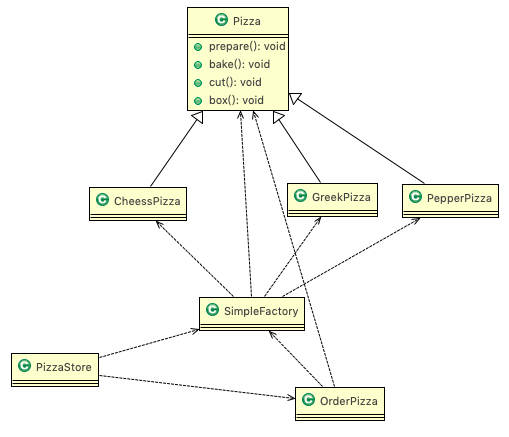 C Pizza
prepare(): void
bake(): void
cut(): void
box(): void
C CheessPizza
C GreekPizza
C PepperPizza
C SimpleFactory
C PizzaStore
C OrderPizza